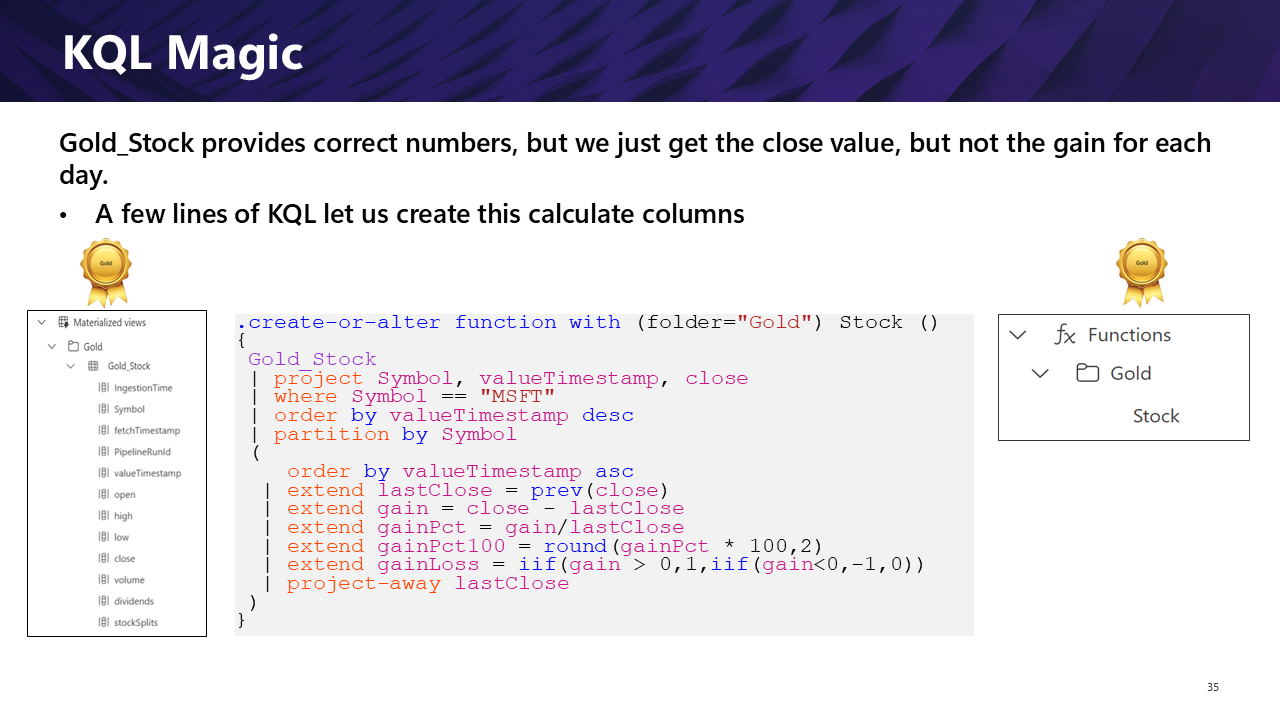 KQL Magic
Gold_Stock provides correct numbers, but we just get the close value, but not the gain for each
day.
• A few lines of KQL let us create this calculate columns
Gold
Gold
Materialized views
Gold
Gold_Stock
IngestionTime
Symbol
fetchTimestamp
PipelineRunId
valueTimestamp
open
high
low
close
volume
dividends
stockSplits
.create-or-alter function with (folder="Gold") Stock ()
{
Gold_Stock
| project Symbol, valueTimestamp, close
| where Symbol == "MSFT"
| order by valueTimestamp desc
| partition by Symbol
(
order by valueTimestamp asc
| extend lastClose = prev(close)
| extend gain = close - lastClose
| extend gainPct = gain/lastClose
| extend gainPct100 = round(gainPct * 100,2)
| extend gainLoss = iif(gain > 0,1,iif(gain<0,-1,0))
| project-away lastClose
)
}
fx Functions
Gold
Stock
35